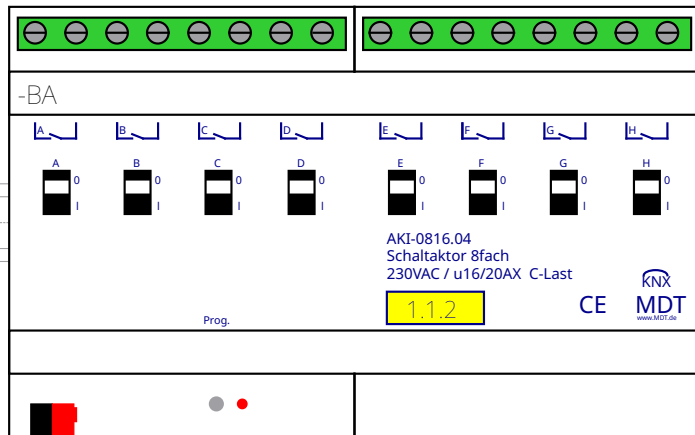 -BA
A B C D E F G H
A B C D E F G H
0 0 0 0 0 0 0 0
I I I I I I I I
AKI-0816.04
Schaltaktor 8fach
230VAC / u16/20AX C-Last
1.1.2
CE
KNX
MDT
www.MDT.de
Prog.